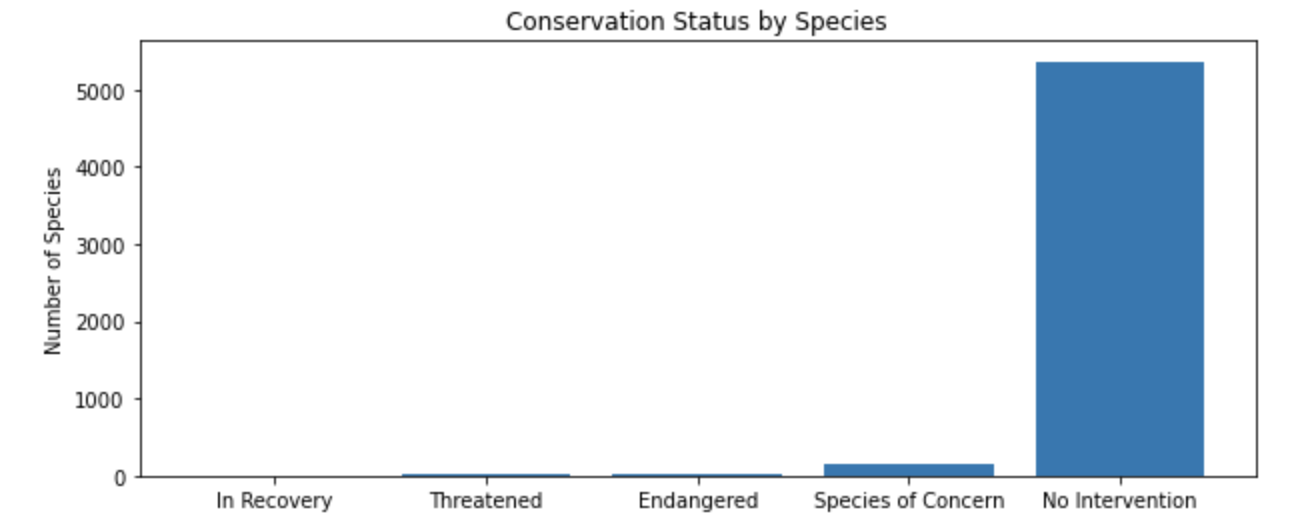 Conservation Status by Species
Number of Species
5000
4000
3000
2000
1000
0
In Recovery
Threatened
Endangered
Species of Concern
No Intervention